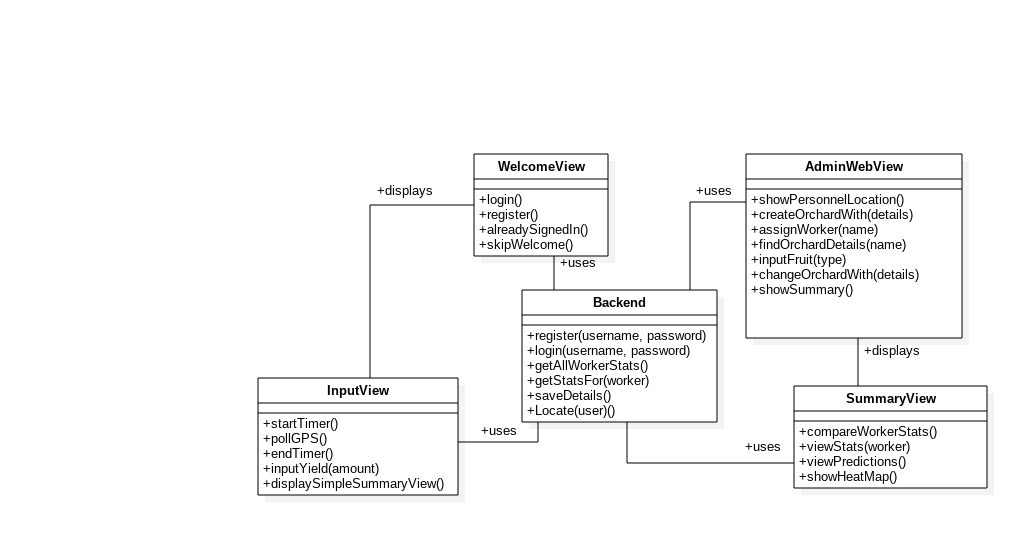 WelcomeView
+login()
+register()
+alreadySignedIn()
+skipWelcome()
AdminWebView
+showPersonnelLocation()
+createOrchardWith(details)
+assignWorker(name)
+findOrchardDetails(name)
+inputFruit(type)
+changeOrchardWith(details)
+showSummary()
+displays
+uses
+uses
Backend
+register(username, password)
+login(username, password)
+getAllWorkerStats()
+getStatsFor(worker)
+saveDetails()
+Locate(user)()
+displays
InputView
+startTimer()
+pollGPS()
+endTimer()
+inputYield(amount)
+displaySimpleSummaryView()
+uses
+uses
SummaryView
+compareWorkerStats()
+viewStats(worker)
+viewPredictions()
+showHeatMap()